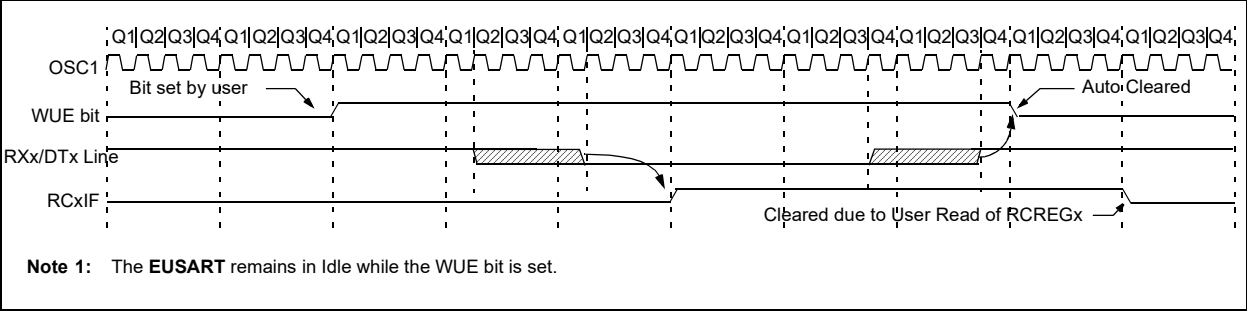 Q1 Q2 Q3 Q4 Q1 Q2 Q3 Q4 Q1 Q2 Q3 Q4 Q1 Q2 Q3 Q4 Q1 Q2 Q3 Q4 Q1 Q2 Q3 Q4 Q1 Q2 Q3 Q4 Q1 Q2 Q3 Q4 Q1 Q2 Q3 Q4 Q1 Q2 Q3 Q4
OSC1
Bit set by user
Auto Cleared
WUE bit
RXx/DTx Line
RCxIF
Cleared due to User Read of RCREGx
Note 1: The EUSART remains in Idle while the WUE bit is set.